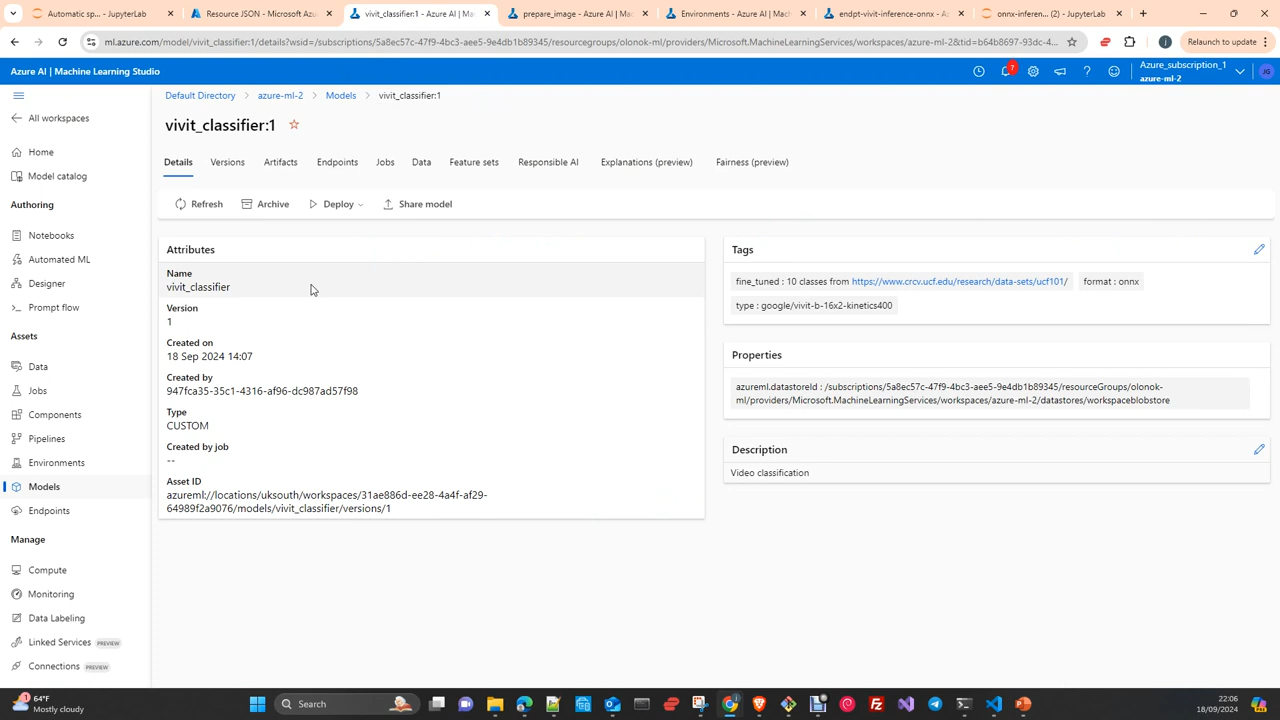 Automatic sp... - JupyterLab
Resource JSON - Microsoft Az
vivit_classifier:1 - Azure AI | Ma
prepare_image - Azure AI | Mac
Environments - Azure AI | Mach
endpt-vivit-inference-onnx - Az
onnx-inferen... (2) - JupyterLab
ml.azure.com/model/vivit_classifier:1/details?wsid=/subscriptions/5a8ec57c-47f9-4bc3-aee5-9e4db1b89345/resourcegroups/olonok-ml/providers/Microsoft.MachineLearningServices/workspaces/azure-ml-2&tid=b64b8697-93dc-4...
Relaunch to update
Azure AI | Machine Learning Studio
7
Azure_subscription_1
azure-ml-2
JG
Default Directory > azure-ml-2 > Models > vivit_classifier:1
All workspaces
Home
Model catalog
Authoring
Notebooks
Automated ML
Designer
Prompt flow
Assets
Data
Jobs
Components
Pipelines
Environments
Models
Endpoints
Manage
Compute
Monitoring
Data Labeling
Linked Services PREVIEW
Connections PREVIEW
vivit_classifier:1
Details Versions Artifacts Endpoints Jobs Data Feature sets Responsible AI Explanations (preview) Fairness (preview)
Refresh Archive Deploy Share model
Attributes
Name
vivit_classifier
Version
1
Created on
18 Sep 2024 14:07
Created by
947fca35-35c1-4316-af96-dc987ad57f98
Type
CUSTOM
Created by job
--
Asset ID
azureml://locations/uksouth/workspaces/31ae886d-ee28-4a4f-af29-
64989f2a9076/models/vivit_classifier/versions/1
Tags
fine_tuned : 10 classes from https://www.crcv.ucf.edu/research/data-sets/ucf101/ format : onnx
type : google/vivit-b-16x2-kinetics400
Properties
azureml.datastoreId : /subscriptions/5a8ec57c-47f9-4bc3-aee5-9e4db1b89345/resourceGroups/olonok-
ml/providers/Microsoft.MachineLearningServices/workspaces/azure-ml-2/datastores/workspaceblobstore
Description
Video classification
1
64°F
Mostly cloudy
Search
22:06
18/09/2024